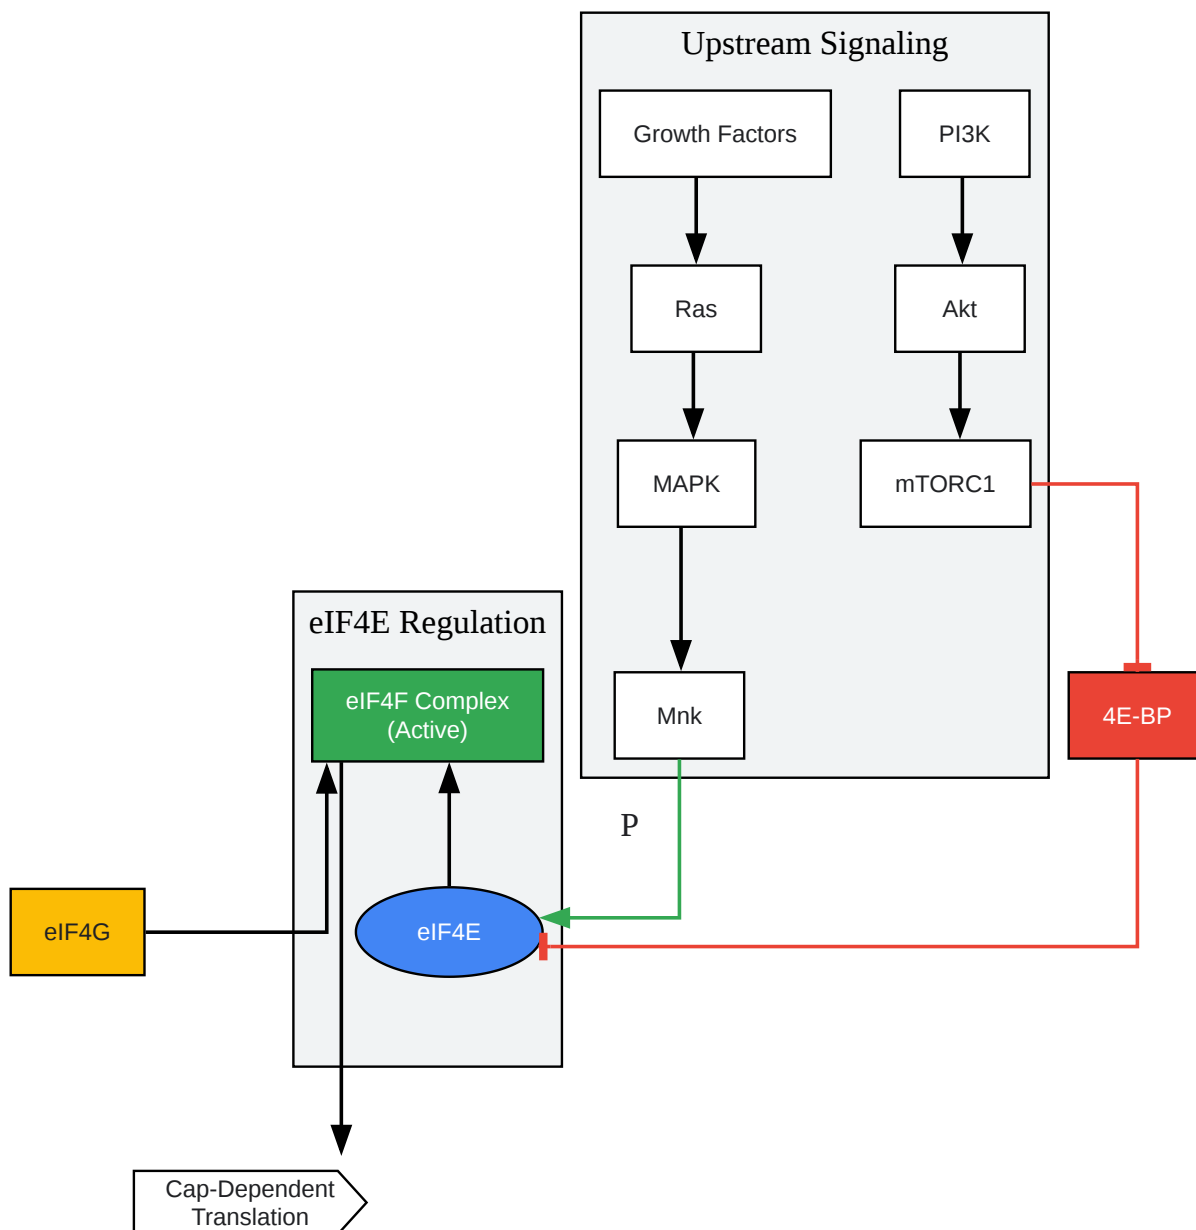 Upstream Signaling
Growth Factors
PI3K
Ras
Akt
MAPK
mTORC1
eIF4E Regulation
eIF4F Complex
(Active)
Mnk
4E-BP
P
eIF4G
eIF4E
Cap-Dependent
Translation